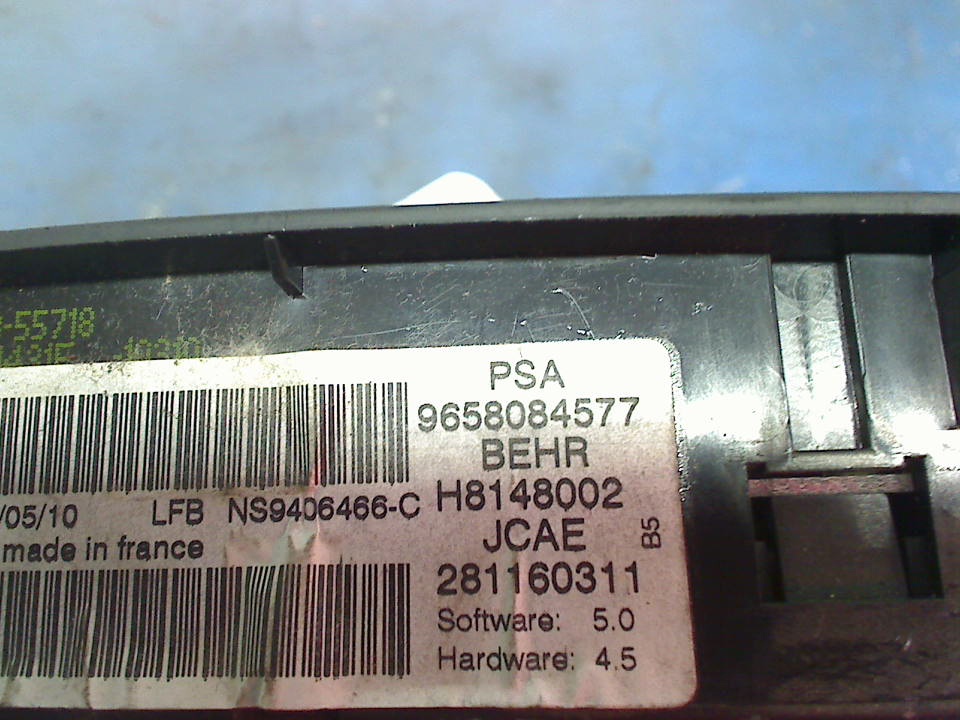 -55718
PSA
9658084577
BEHR
/05/10 LFB NS9406466-C H8148002
made in france JCAE B5
281160311
Software: 5.0
Hardware: 4.5